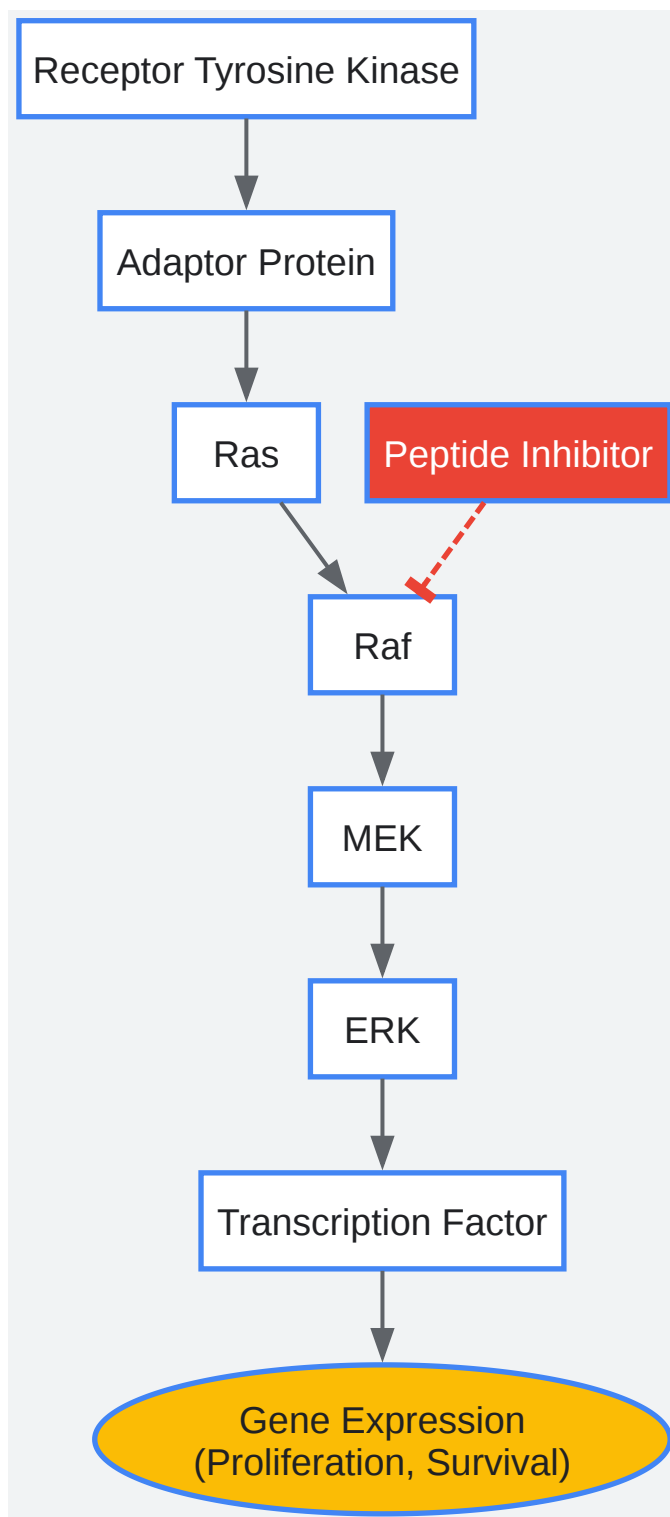 Receptor Tyrosine Kinase
Adaptor Protein
Ras
Peptide Inhibitor
Raf
MEK
ERK
Transcription Factor
Gene Expression
(Proliferation, Survival)